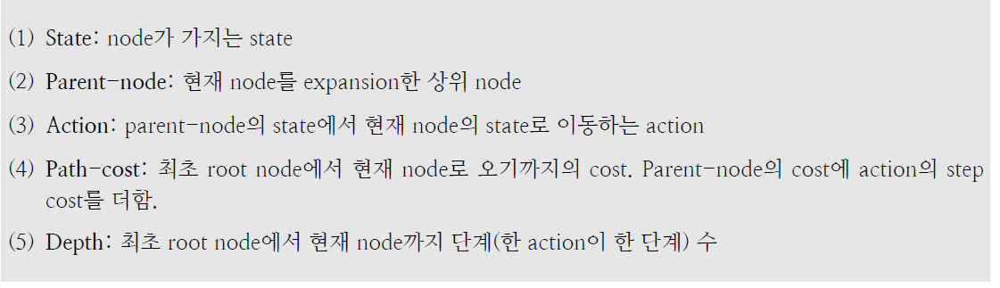 (1) State: node가 가지는 state
(2) Parent-node: 현재 node를 expansion한 상위 node
(3) Action: parent-node의 state에서 현재 node의 state로 이동하는 action
(4) Path-cost: 최초 root node에서 현재 node로 오기까지의 cost. Parent-node의 cost에 action의 step
cost를 더함.
(5) Depth: 최초 root node에서 현재 node까지 단계(한 action이 한 단계) 수